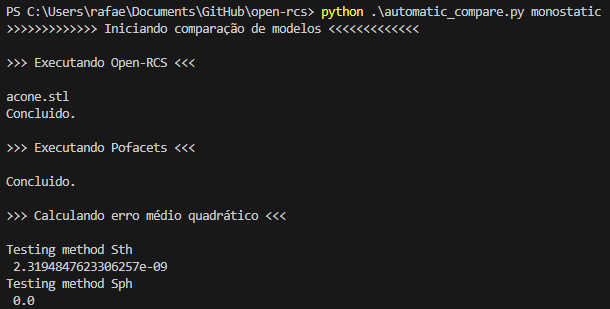 PS C:\Users\rafae\Documents\GitHub\open-rcs> python .\automatic_compare.py monostatic
>>>>>>>>>>>>> Iniciando comparação de modelos <<<<<<<<<<<<<
>>> Executando Open-RCS <<<
acone.stl
Concluido.
>>> Executando Pofacets <<<
Concluido.
>>> Calculando erro médio quadrático <<<
Testing method Sth
2.3194847623306257e-09
Testing method Sph
0.0